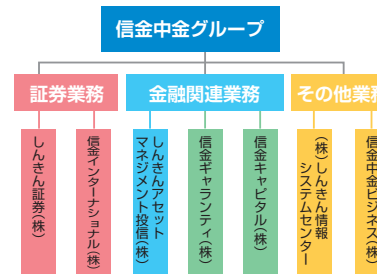 信金中金グループ
証券業務
金融関連業務
その他業務
しんきん証券(株)
信金インターナショナル(株)
しんきんアセット
マネジメント投信(株)
信金ギャランティ(株)
信金キャピタル(株)
(株)しんきん情報
システムセンター
信金中金ビジネス(株)